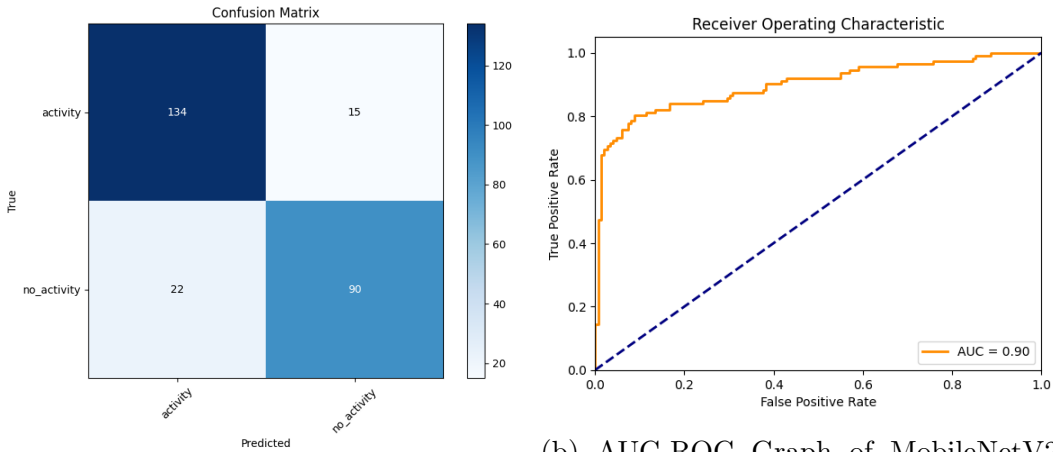 Confusion Matrix
True
activity
no_activity
134
15
22
90
activity
no_activity
Predicted
120
100
80
60
40
20
Receiver Operating Characteristic
True Positive Rate
1.0
0.8
0.6
0.4
0.2
0.0
0.0
0.2
0.4
0.6
0.8
1.0
False Positive Rate
AUC = 0.90
(b) AUC-ROC Graph of